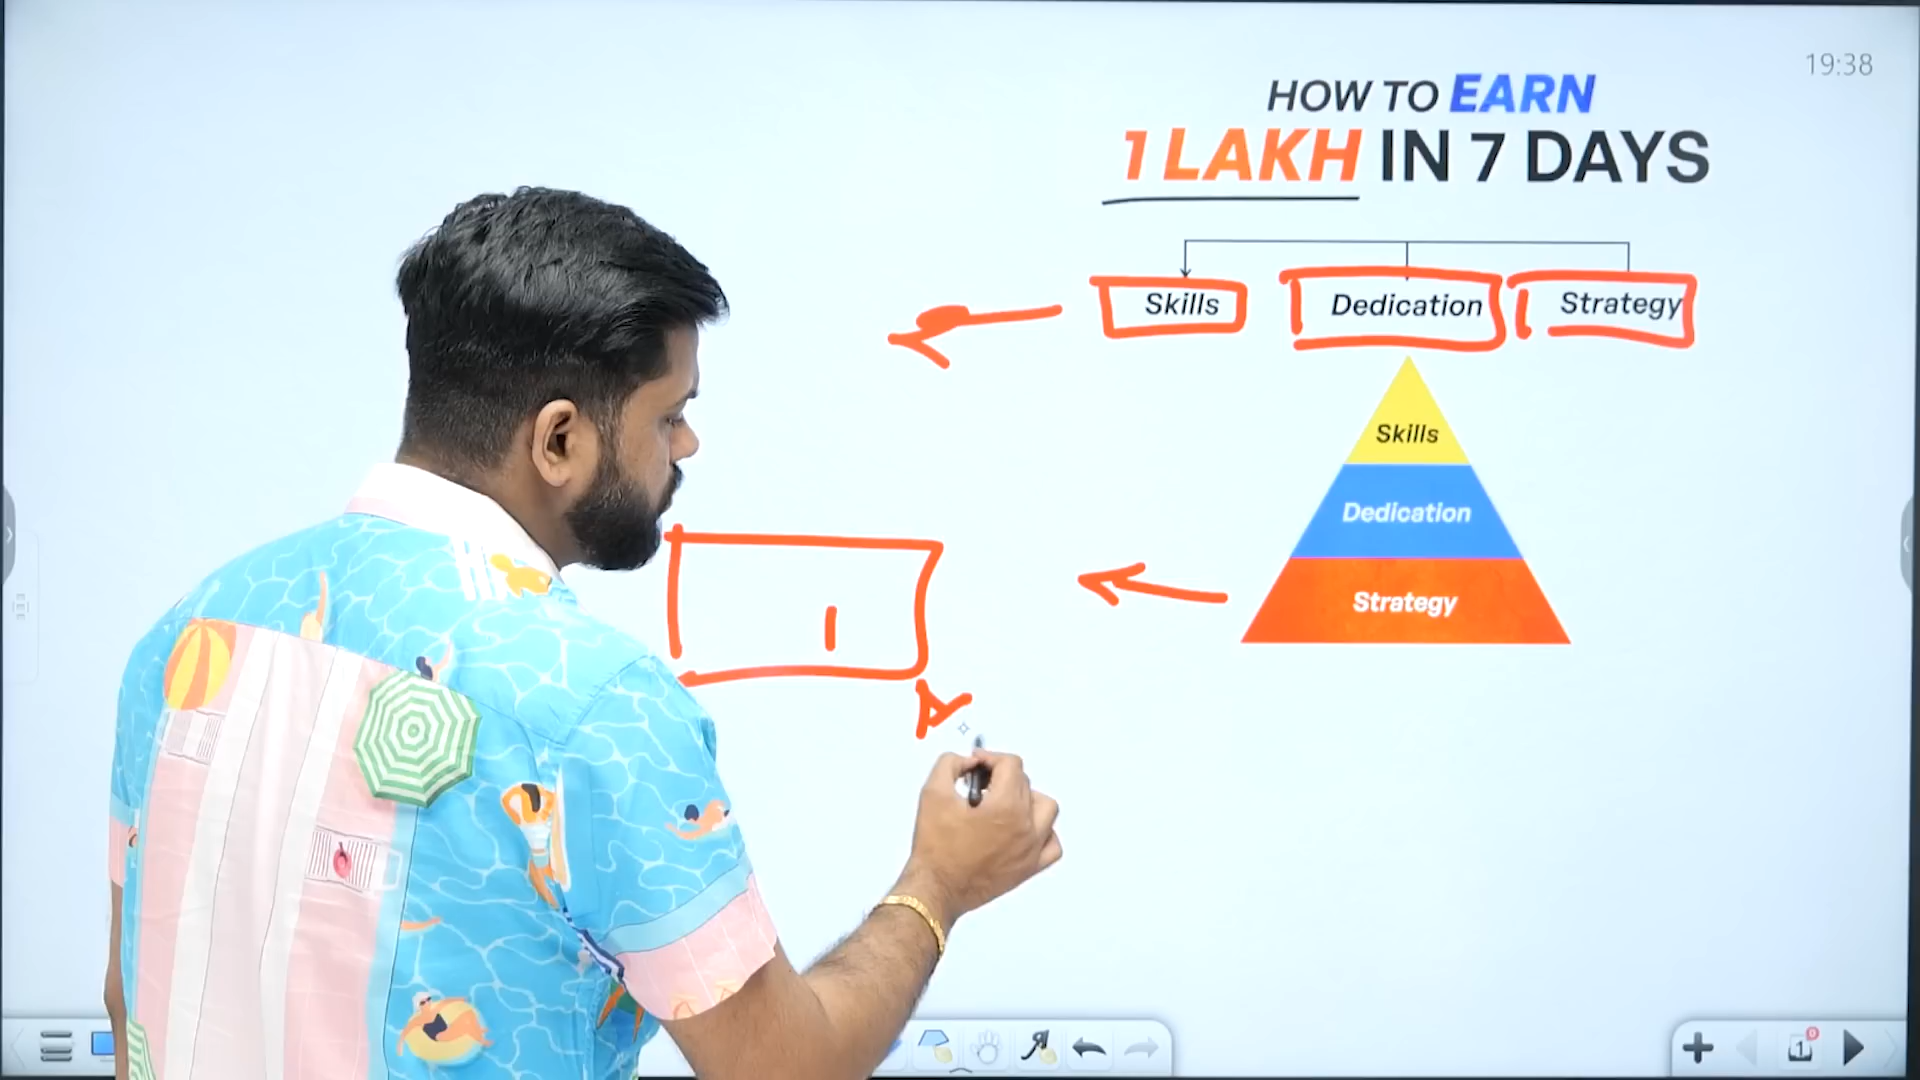 19:38
HOW TO EARN
1 LAKH IN 7 DAYS
Skills Dedication Strategy
Skills
Dedication
Strategy
1